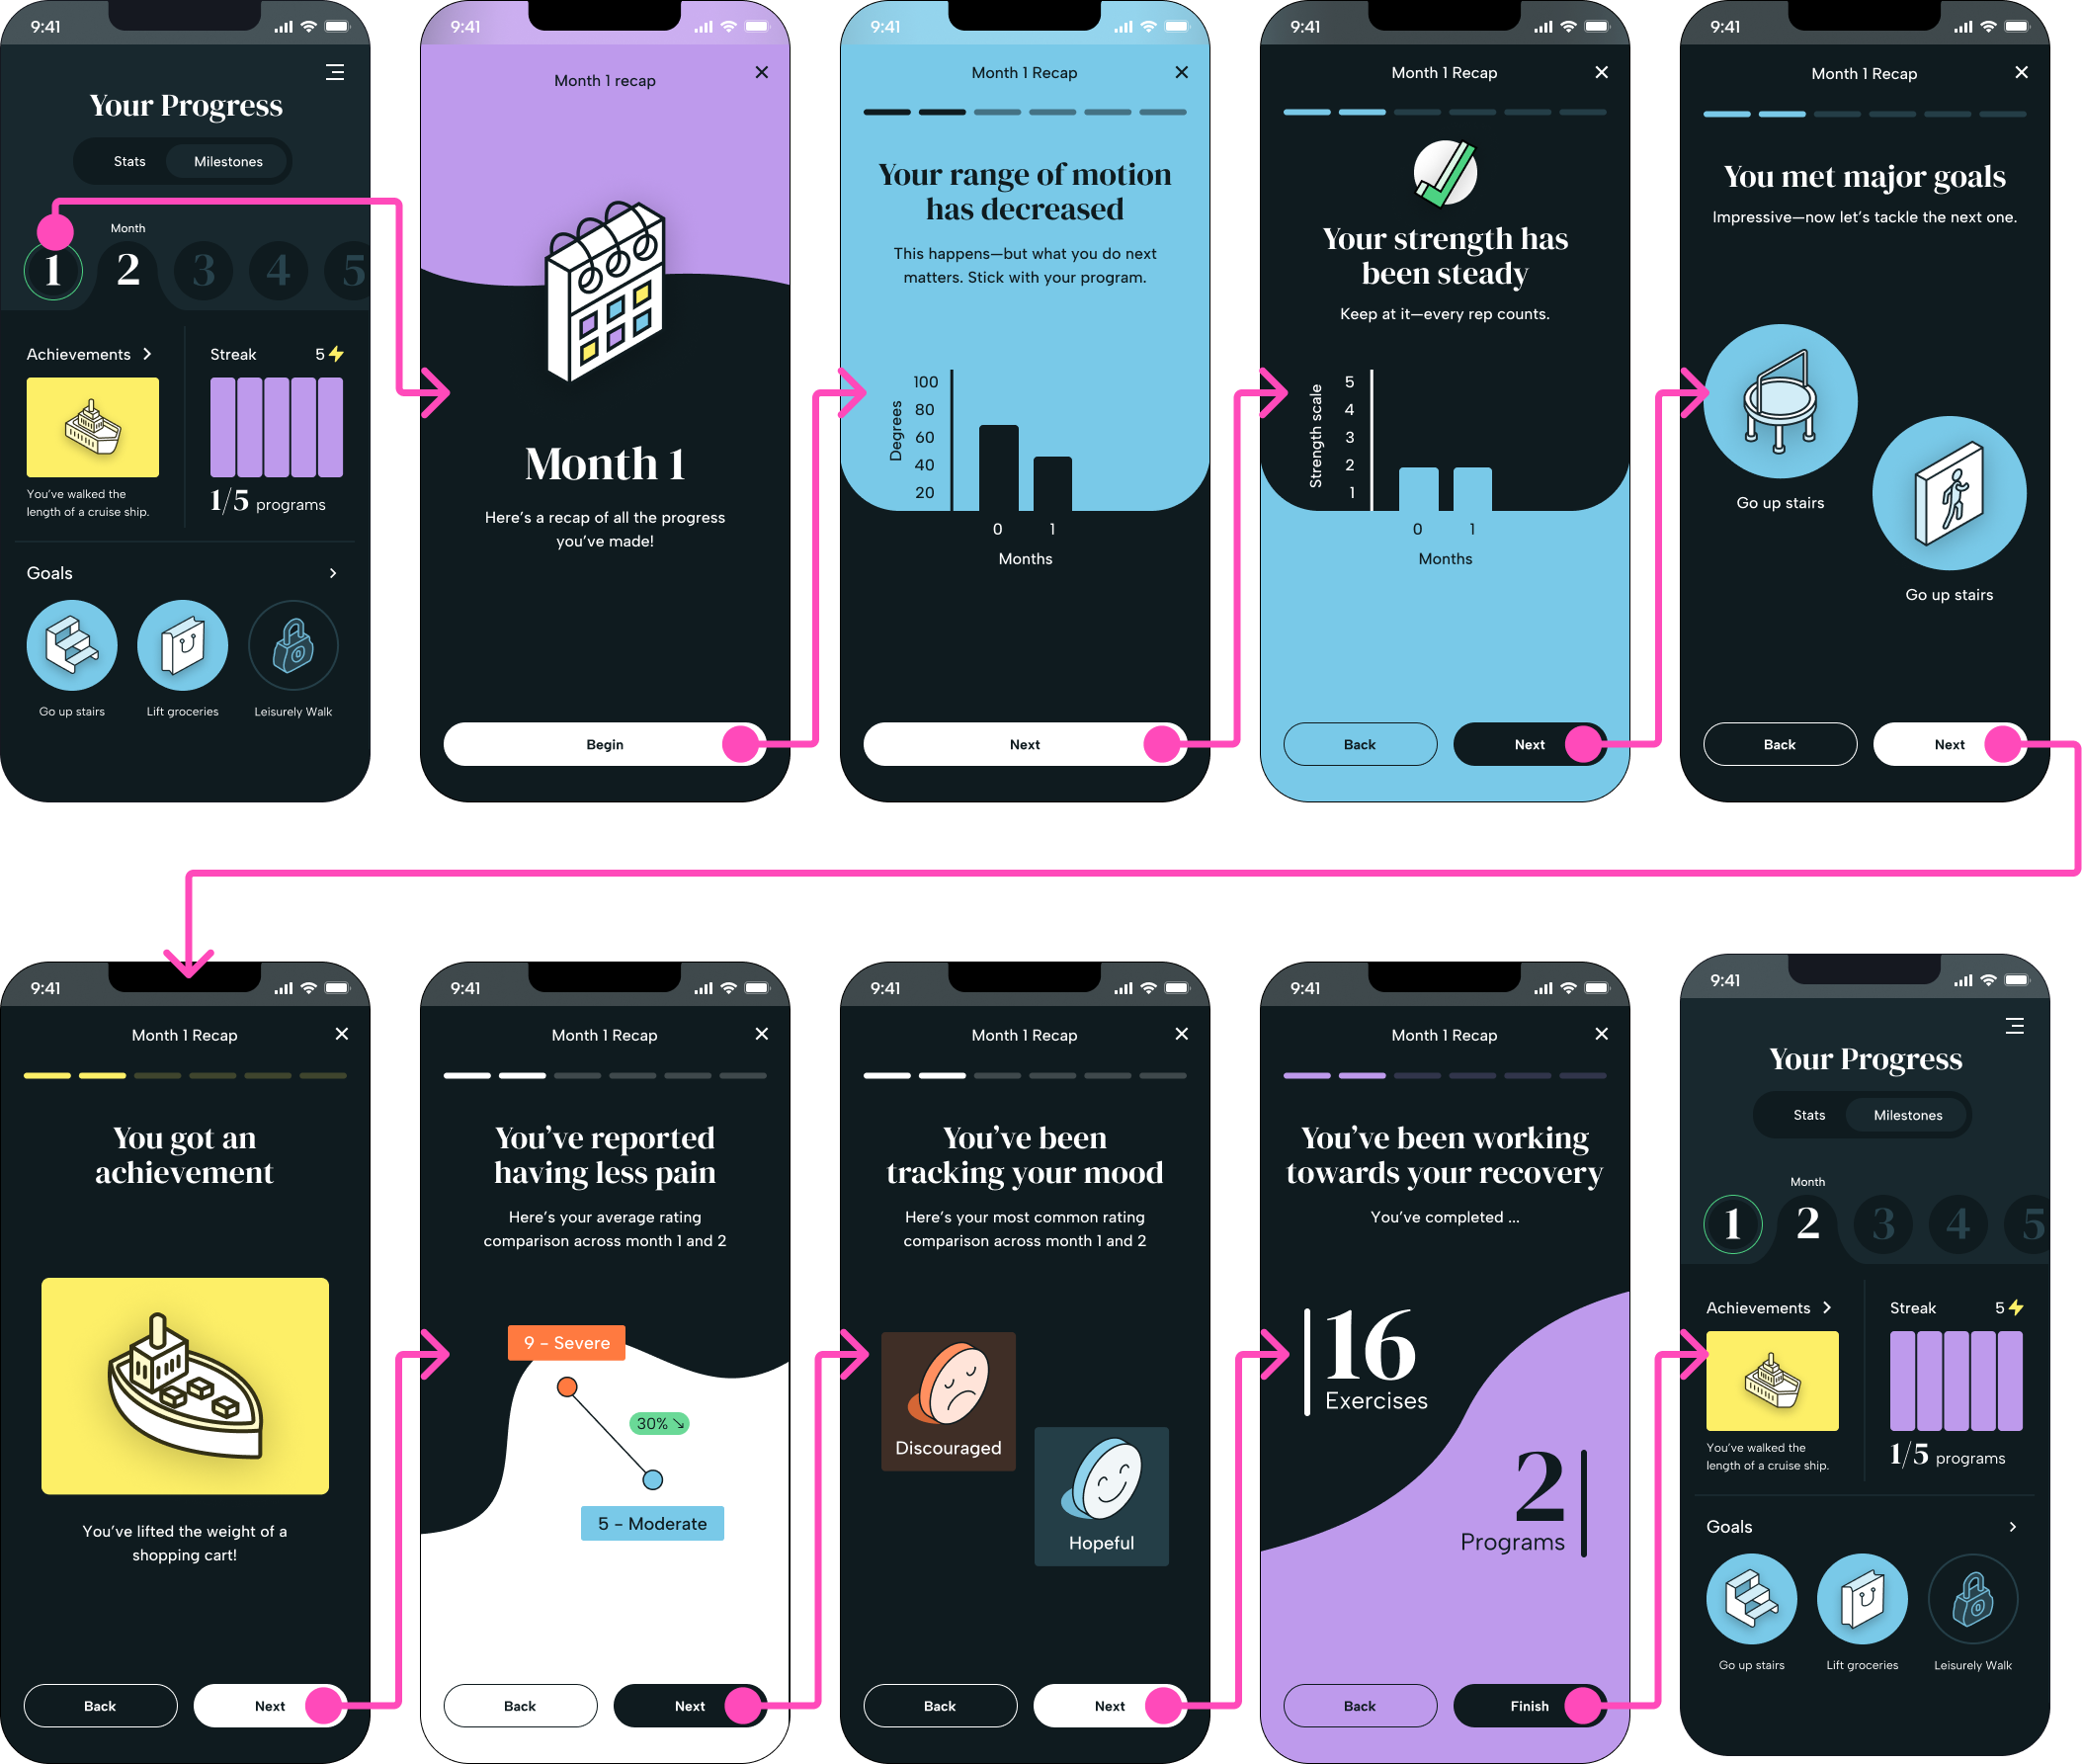 9:41
Your Progress
Stats
Milestones
Month
1
2
3
4
5
Achievements
You've walked the
length of a cruise ship.
Streak
5
1/5 programs
Goals
Go up stairs
Lift groceries
Leisurely Walk
9:41
Month 1 recap
Month 1
Here's a recap of all the progress
you've made!
Begin
9:41
Month 1 Recap
Your range of motion
has decreased
This happens—but what you do next
matters. Stick with your program.
Degrees
100
80
60
40
20
0
1
Months
Next
9:41
Month 1 Recap
Your strength has
been steady
Keep at it—every rep counts.
Strength scale
5
4
3
2
1
0
1
Months
Back
Next
9:41
Month 1 Recap
You met major goals
Impressive—now let's tackle the next one.
Go up stairs
Go up stairs
Back
Next
9:41
Month 1 Recap
You got an
achievement
You've lifted the weight of a
shopping cart!
Back
Next
9:41
Month 1 Recap
You've reported
having less pain
Here's your average rating
comparison across month 1 and 2
9 - Severe
30% ↘
5 - Moderate
Back
Next
9:41
Month 1 Recap
You've been
tracking your mood
Here's your most common rating
comparison across month 1 and 2
Discouraged
Hopeful
Back
Next
9:41
Month 1 Recap
You've been working
towards your recovery
You've completed ...
16
Exercises
2
Programs
Back
Finish
9:41
Your Progress
Stats
Milestones
Month
1
2
3
4
5
Achievements
You've walked the
length of a cruise ship.
Streak
5
1/5 programs
Goals
Go up stairs
Lift groceries
Leisurely Walk